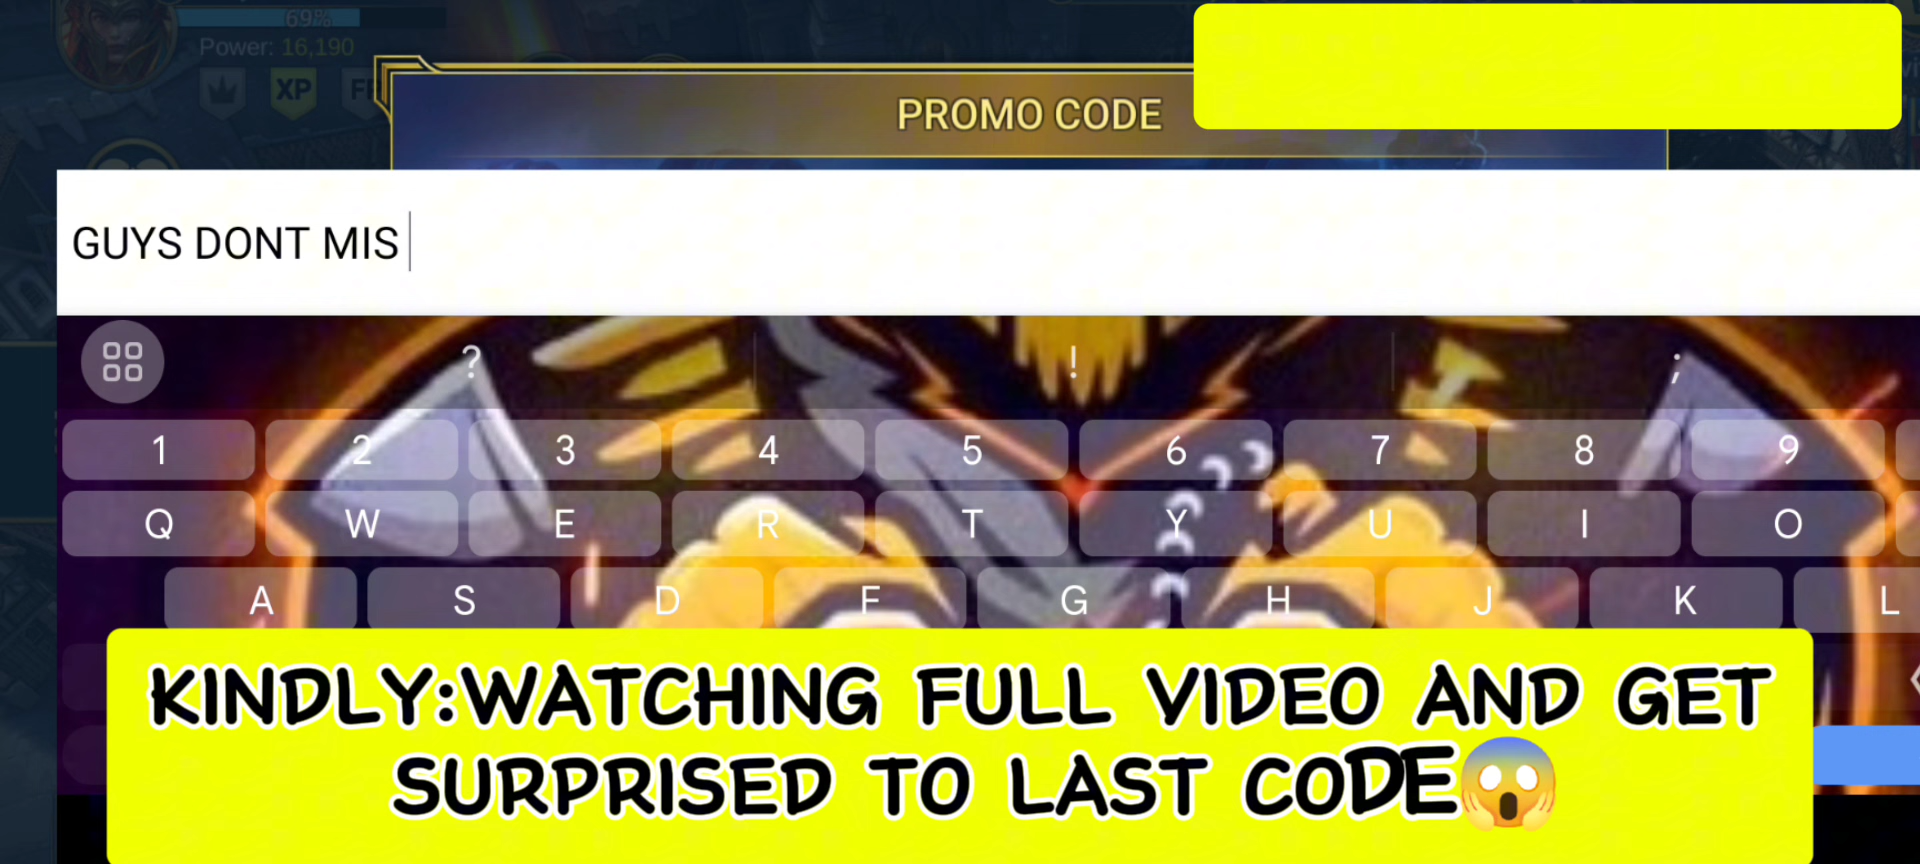 69%
Power: 16,190
XP
PROMO CODE
GUYS DONT MIS
? ! ;
1 2 3 4 5 6 7 8 9
Q W E R T Y U I O
A S D F G H J K L
KINDLY:WATCHING FULL VIDEO AND GET
SURPRISED TO LAST CODE😱